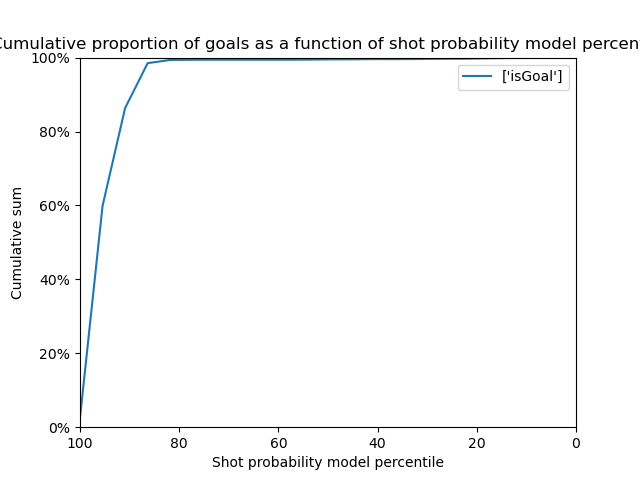 Cumulative proportion of goals as a function of shot probability model percent
100%
['isGoal']
80%
60%
40%
20%
0%
Cumulative sum
100 80 60 40 20 0
Shot probability model percentile